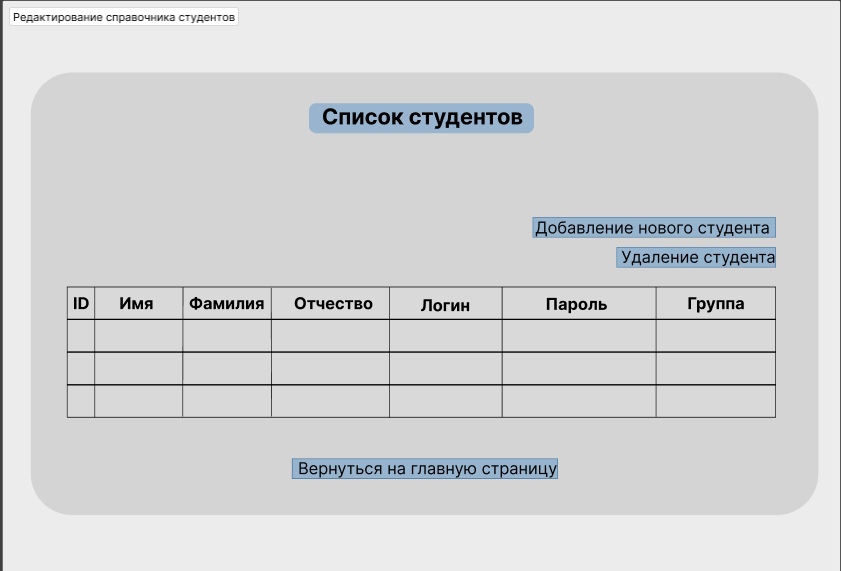 Редактирование справочника студентов
Список студентов
Добавление нового студента
Удаление студента
ID Имя Фамилия Отчество Логин Пароль Группа
Вернуться на главную страницу